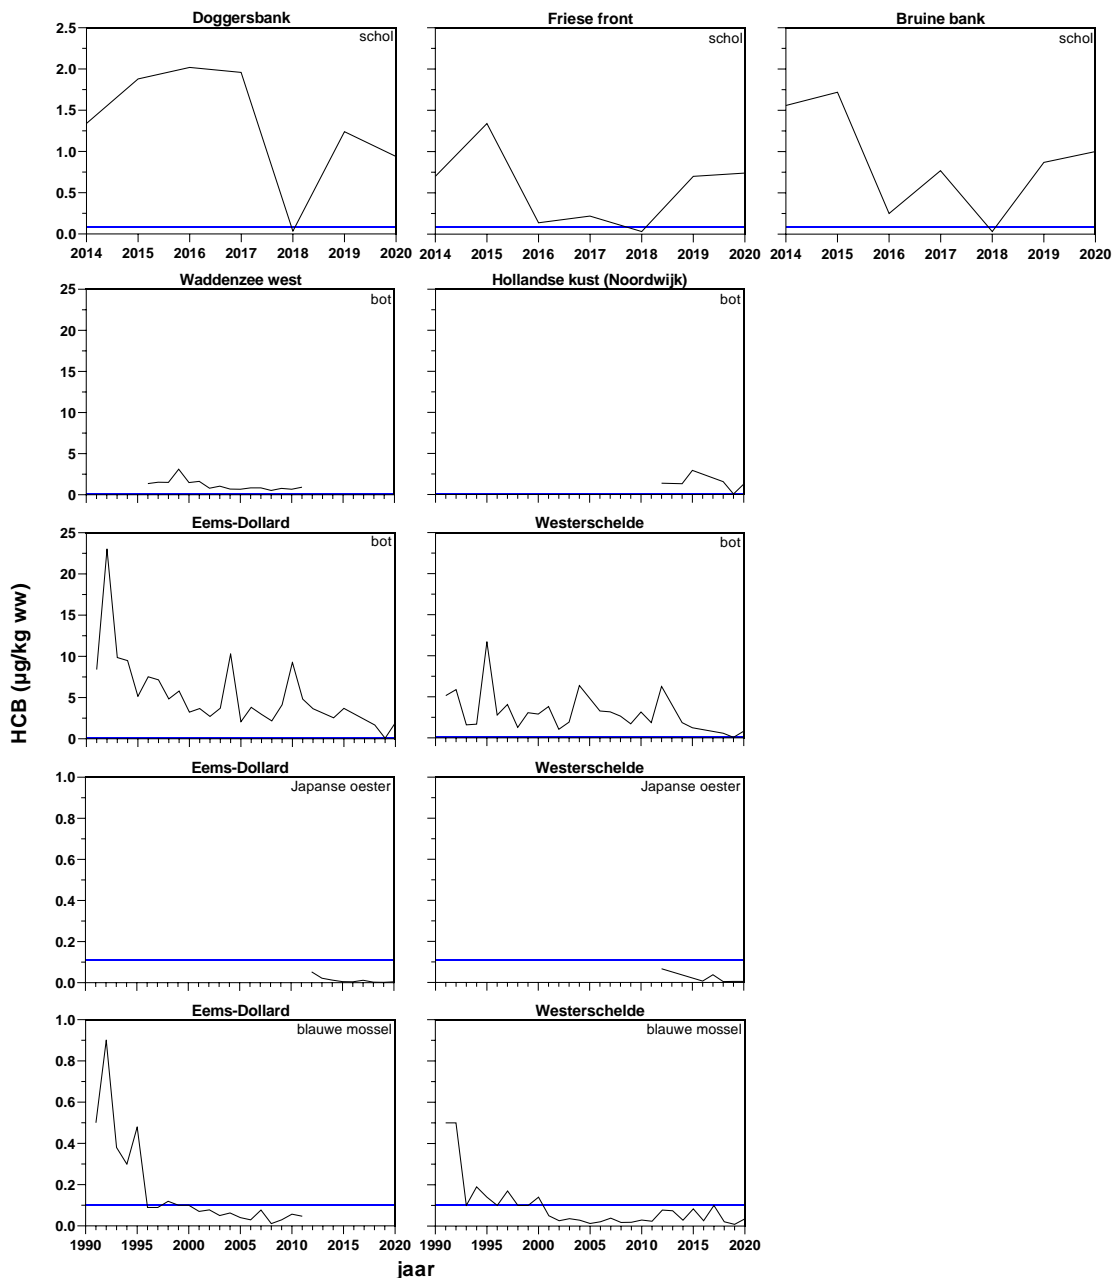 Doggersbank
Friese front
Bruine bank
2.5
2.0
1.5
1.0
0.5
0.0
schol
schol
schol
2014 2015 2016 2017 2018 2019 2020
2014 2015 2016 2017 2018 2019 2020
2014 2015 2016 2017 2018 2019 2020
Waddenzee west
Hollandse kust (Noordwijk)
25
20
15
10
5
0
bot
bot
Eems-Dollard
Westerschelde
25
20
15
10
5
0
bot
bot
HCB (µg/kg ww)
Eems-Dollard
Westerschelde
1.0
0.8
0.6
0.4
0.2
0.0
Japanse oester
Japanse oester
Eems-Dollard
Westerschelde
1.0
0.8
0.6
0.4
0.2
0.0
blauwe mossel
blauwe mossel
1990 1995 2000 2005 2010 2015 2020
1990 1995 2000 2005 2010 2015 2020
jaar